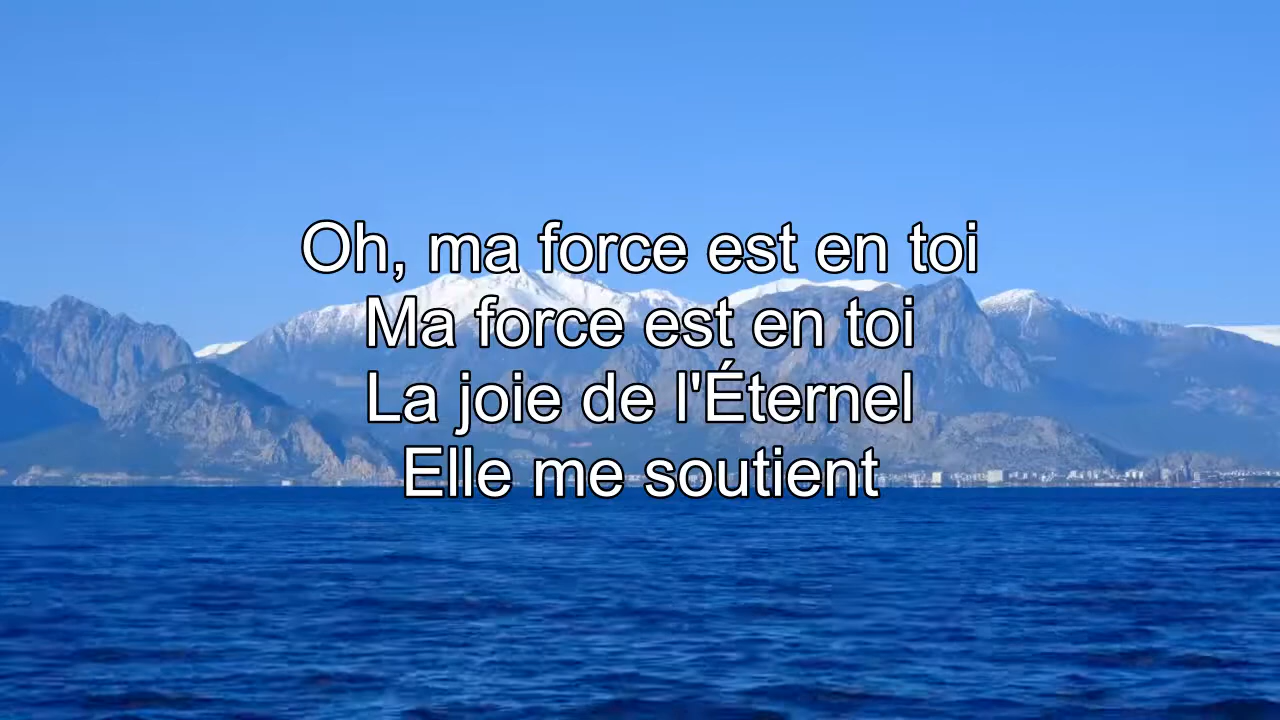 Oh, ma force est en toi
Ma force est en toi
La joie de l'Éternel
Elle me soutient